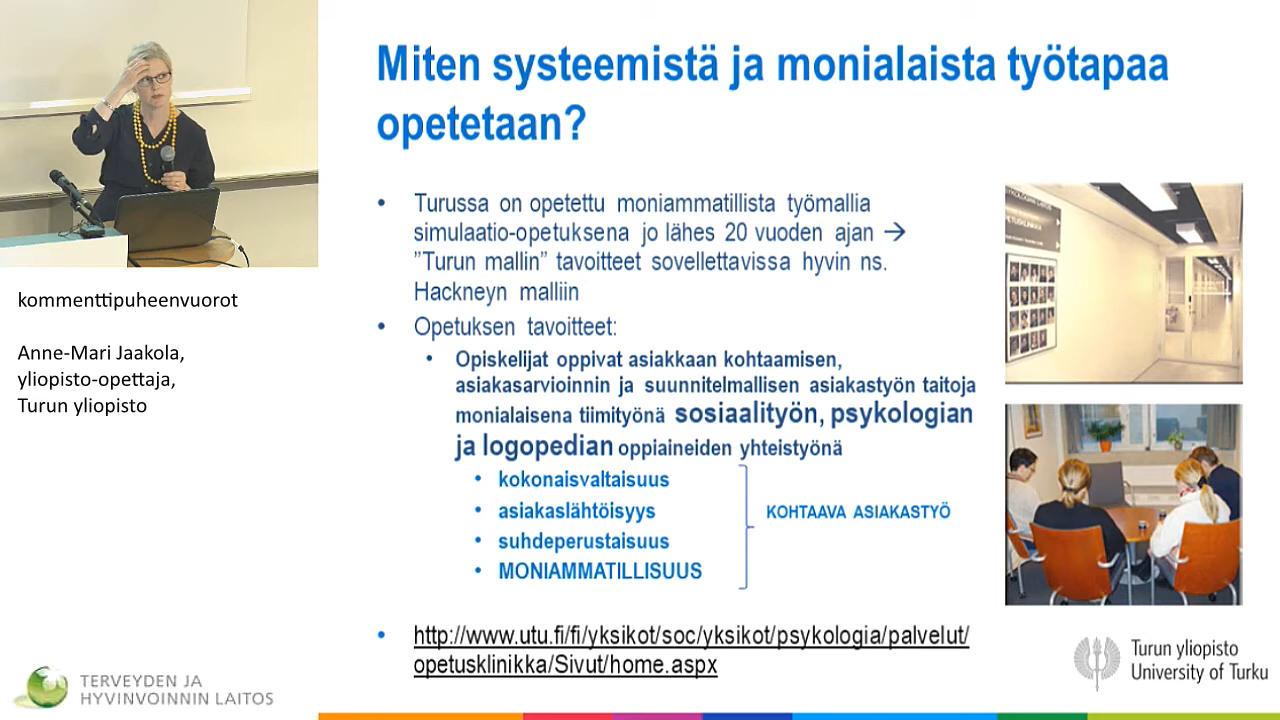 Miten systeemistä ja monialaista työtapaa
opetetaan?
• Turussa on opetettu moniammatillista työmallia
simulaatio-opetuksena jo lähes 20 vuoden ajan →
”Turun mallin” tavoitteet sovellettavissa hyvin ns.
Hackneyn malliin
• Opetuksen tavoitteet:
• Opiskelijat oppivat asiakkaan kohtaamisen,
asiakasarvioinnin ja suunnitelmallisen asiakastyön taitoja
monialaisena tiimityönä sosiaalityön, psykologian
ja logopedian oppiaineiden yhteistyönä
• kokonaisvaltaisuus
• asiakaslähtöisyys
• suhdeperustaisuus
• MONIAMMATILLISUUS
KOHTAAVA ASIAKASTYÖ
• http://www.utu.fi/fi/yksikot/soc/yksikot/psykologia/palvelut/
opetusklinikka/Sivut/home.aspx
kommenttipuheenvuorot
Anne-Mari Jaakola,
yliopisto-opettaja,
Turun yliopisto
TERVEYDEN JA
HYVINVOINNIN LAITOS
Turun yliopisto
University of Turku